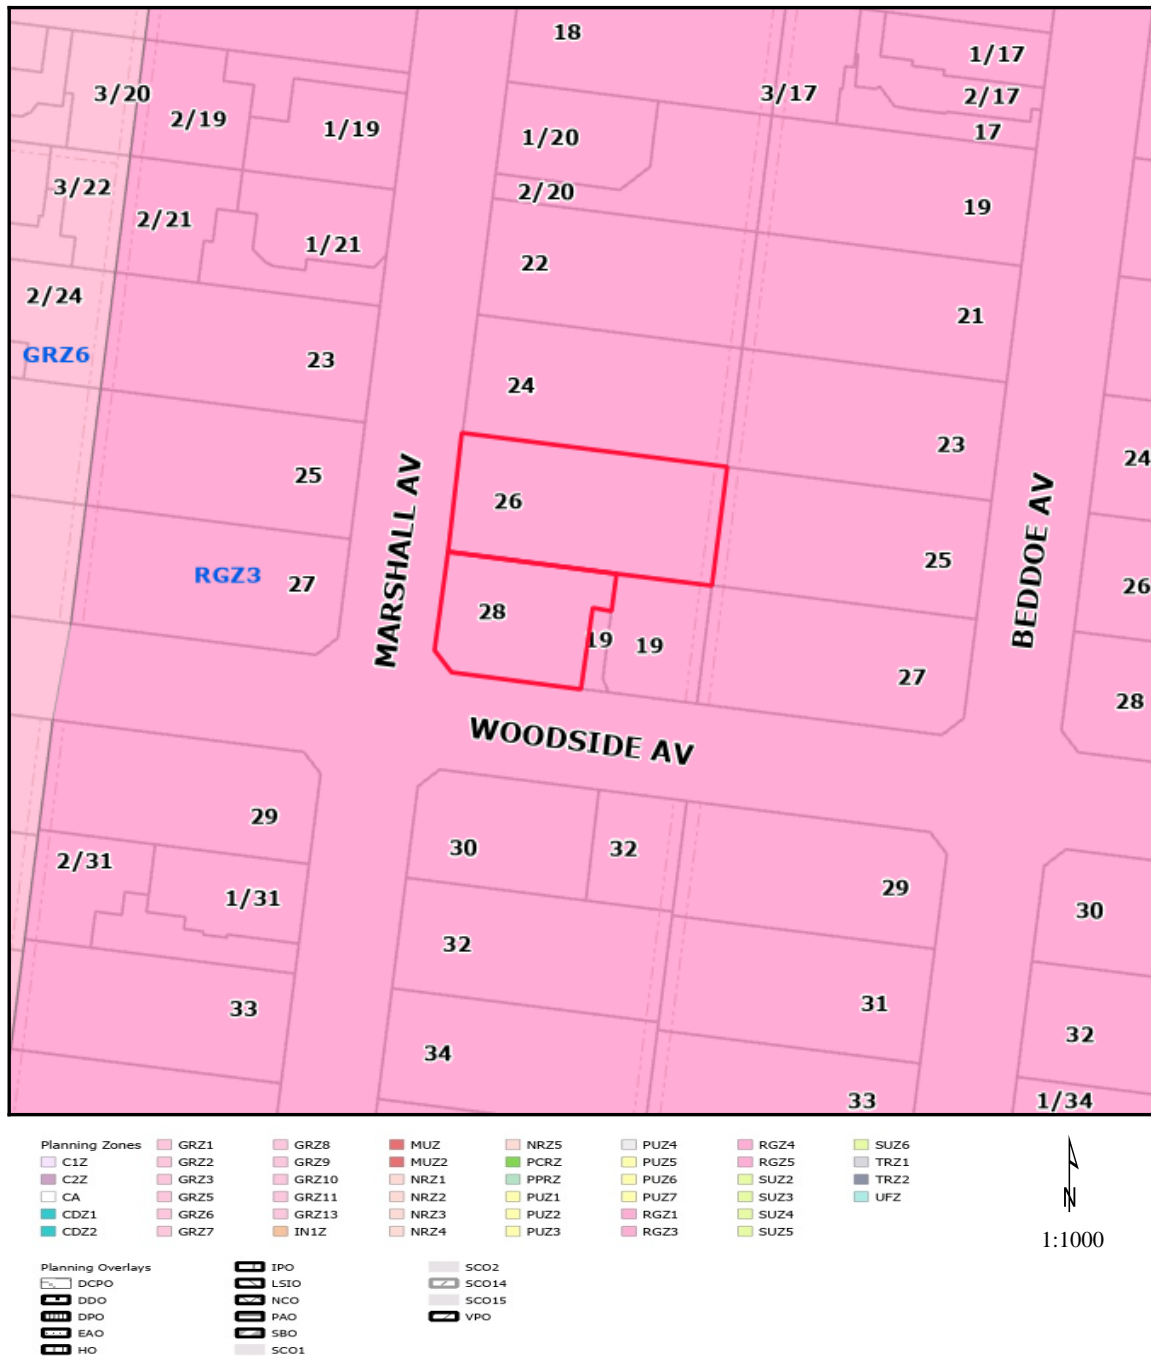 18
1/17
3/20
3/17
2/17
2/19
1/19
1/20
17
3/22
2/20
19
2/21
1/21
22
2/24
21
GRZ6
23
24
23
24
25
26
MARSHALL AV
BEDDOE AV
25
RGZ3
27
26
28
19
19
27
28
WOODSIDE AV
29
30
32
2/31
29
1/31
30
32
33
31
32
34
33
1/34
Planning Zones
C1Z
C2Z
CA
CDZ1
CDZ2
GRZ1
GRZ2
GRZ3
GRZ5
GRZ6
GRZ7
GRZ8
GRZ9
GRZ10
GRZ11
GRZ13
IN1Z
MUZ
MUZ2
NRZ1
NRZ2
NRZ3
NRZ4
NRZ5
PCRZ
PPRZ
PUZ1
PUZ2
PUZ3
PUZ4
PUZ5
PUZ6
PUZ7
RGZ1
RGZ3
RGZ4
RGZ5
SUZ2
SUZ3
SUZ4
SUZ5
SUZ6
TRZ1
TRZ2
UFZ
N
1:1000
Planning Overlays
DCPO
DDO
DPO
EAO
HO
IPO
LSIO
NCO
PAO
SBO
SCO1
SCO2
SCO14
SCO15
VPO